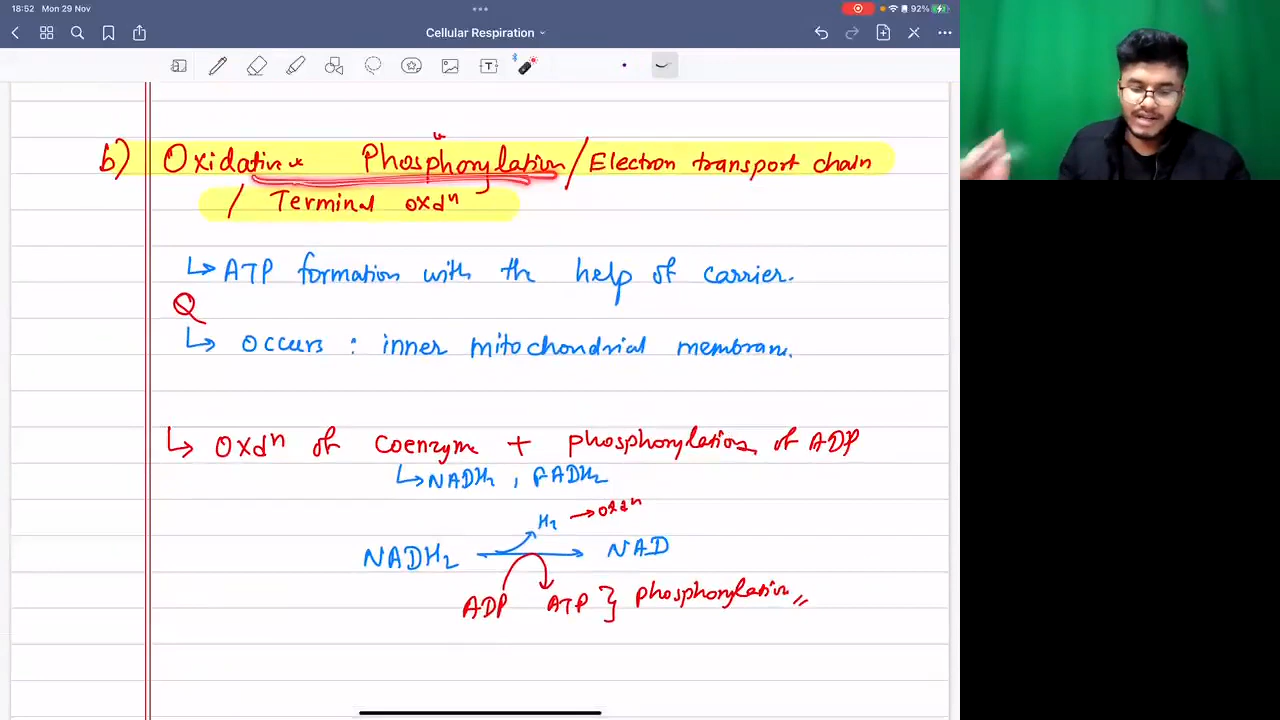 18:52 Mon 29 Nov
92%
Cellular Respiration
b) Oxidative Phosphorylation / Electron transport chain
/ Terminal oxdⁿ
↳ ATP formation with the help of carrier.
Q
↳ occurs : inner mitochondrial membrane.
↳ oxdⁿ of coenzyme + phosphorylation of ADP
↳ NADH₂ , FADH₂
H₂ → oxdⁿ
NADH₂ → NAD
ADP ATP } phosphorylation //